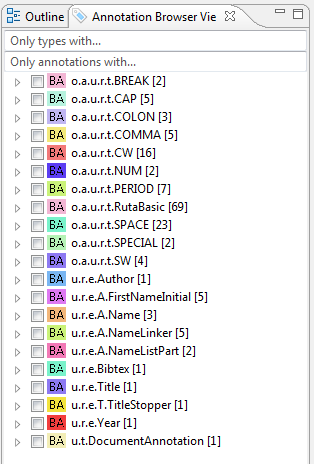 Outline Annotation Browser Vie
Only types with...
Only annotations with...
BA o.a.u.r.t.BREAK [2]
BA o.a.u.r.t.CAP [5]
BA o.a.u.r.t.COLON [3]
BA o.a.u.r.t.COMMA [5]
BA o.a.u.r.t.CW [16]
BA o.a.u.r.t.NUM [2]
BA o.a.u.r.t.PERIOD [7]
BA o.a.u.r.t.RutaBasic [69]
BA o.a.u.r.t.SPACE [23]
BA o.a.u.r.t.SPECIAL [2]
BA o.a.u.r.t.SW [4]
BA u.r.e.Author [1]
BA u.r.e.A.FirstNameInitial [5]
BA u.r.e.A.Name [3]
BA u.r.e.A.NameLinker [5]
BA u.r.e.A.NameListPart [2]
BA u.r.e.Bibtex [1]
BA u.r.e.Title [1]
BA u.r.e.T.TitleStopper [1]
BA u.r.e.Year [1]
BA u.t.DocumentAnnotation [1]